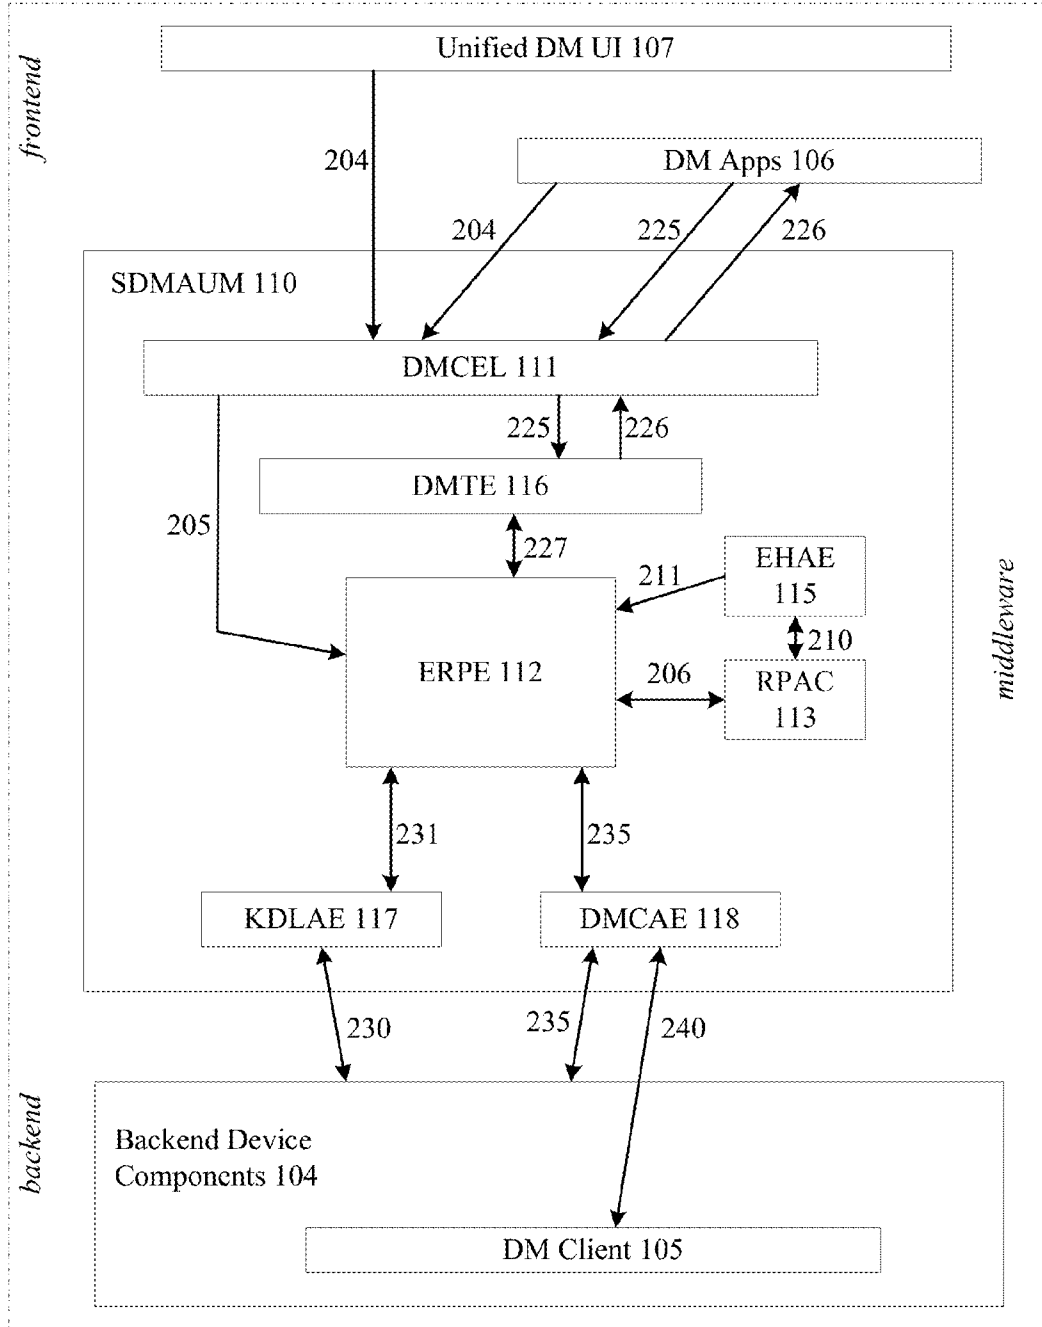 Unified DM UI 107
frontend
204
DM Apps 106
204
225
226
SDMAUM 110
DMCEL 111
225
226
DMTE 116
205
227
211
EHAE
115
middleware
ERPE 112
206
210
RPAC
113
231
235
KDLAE 117
DMCAE 118
230
235
240
backend
Backend Device
Components 104
DM Client 105